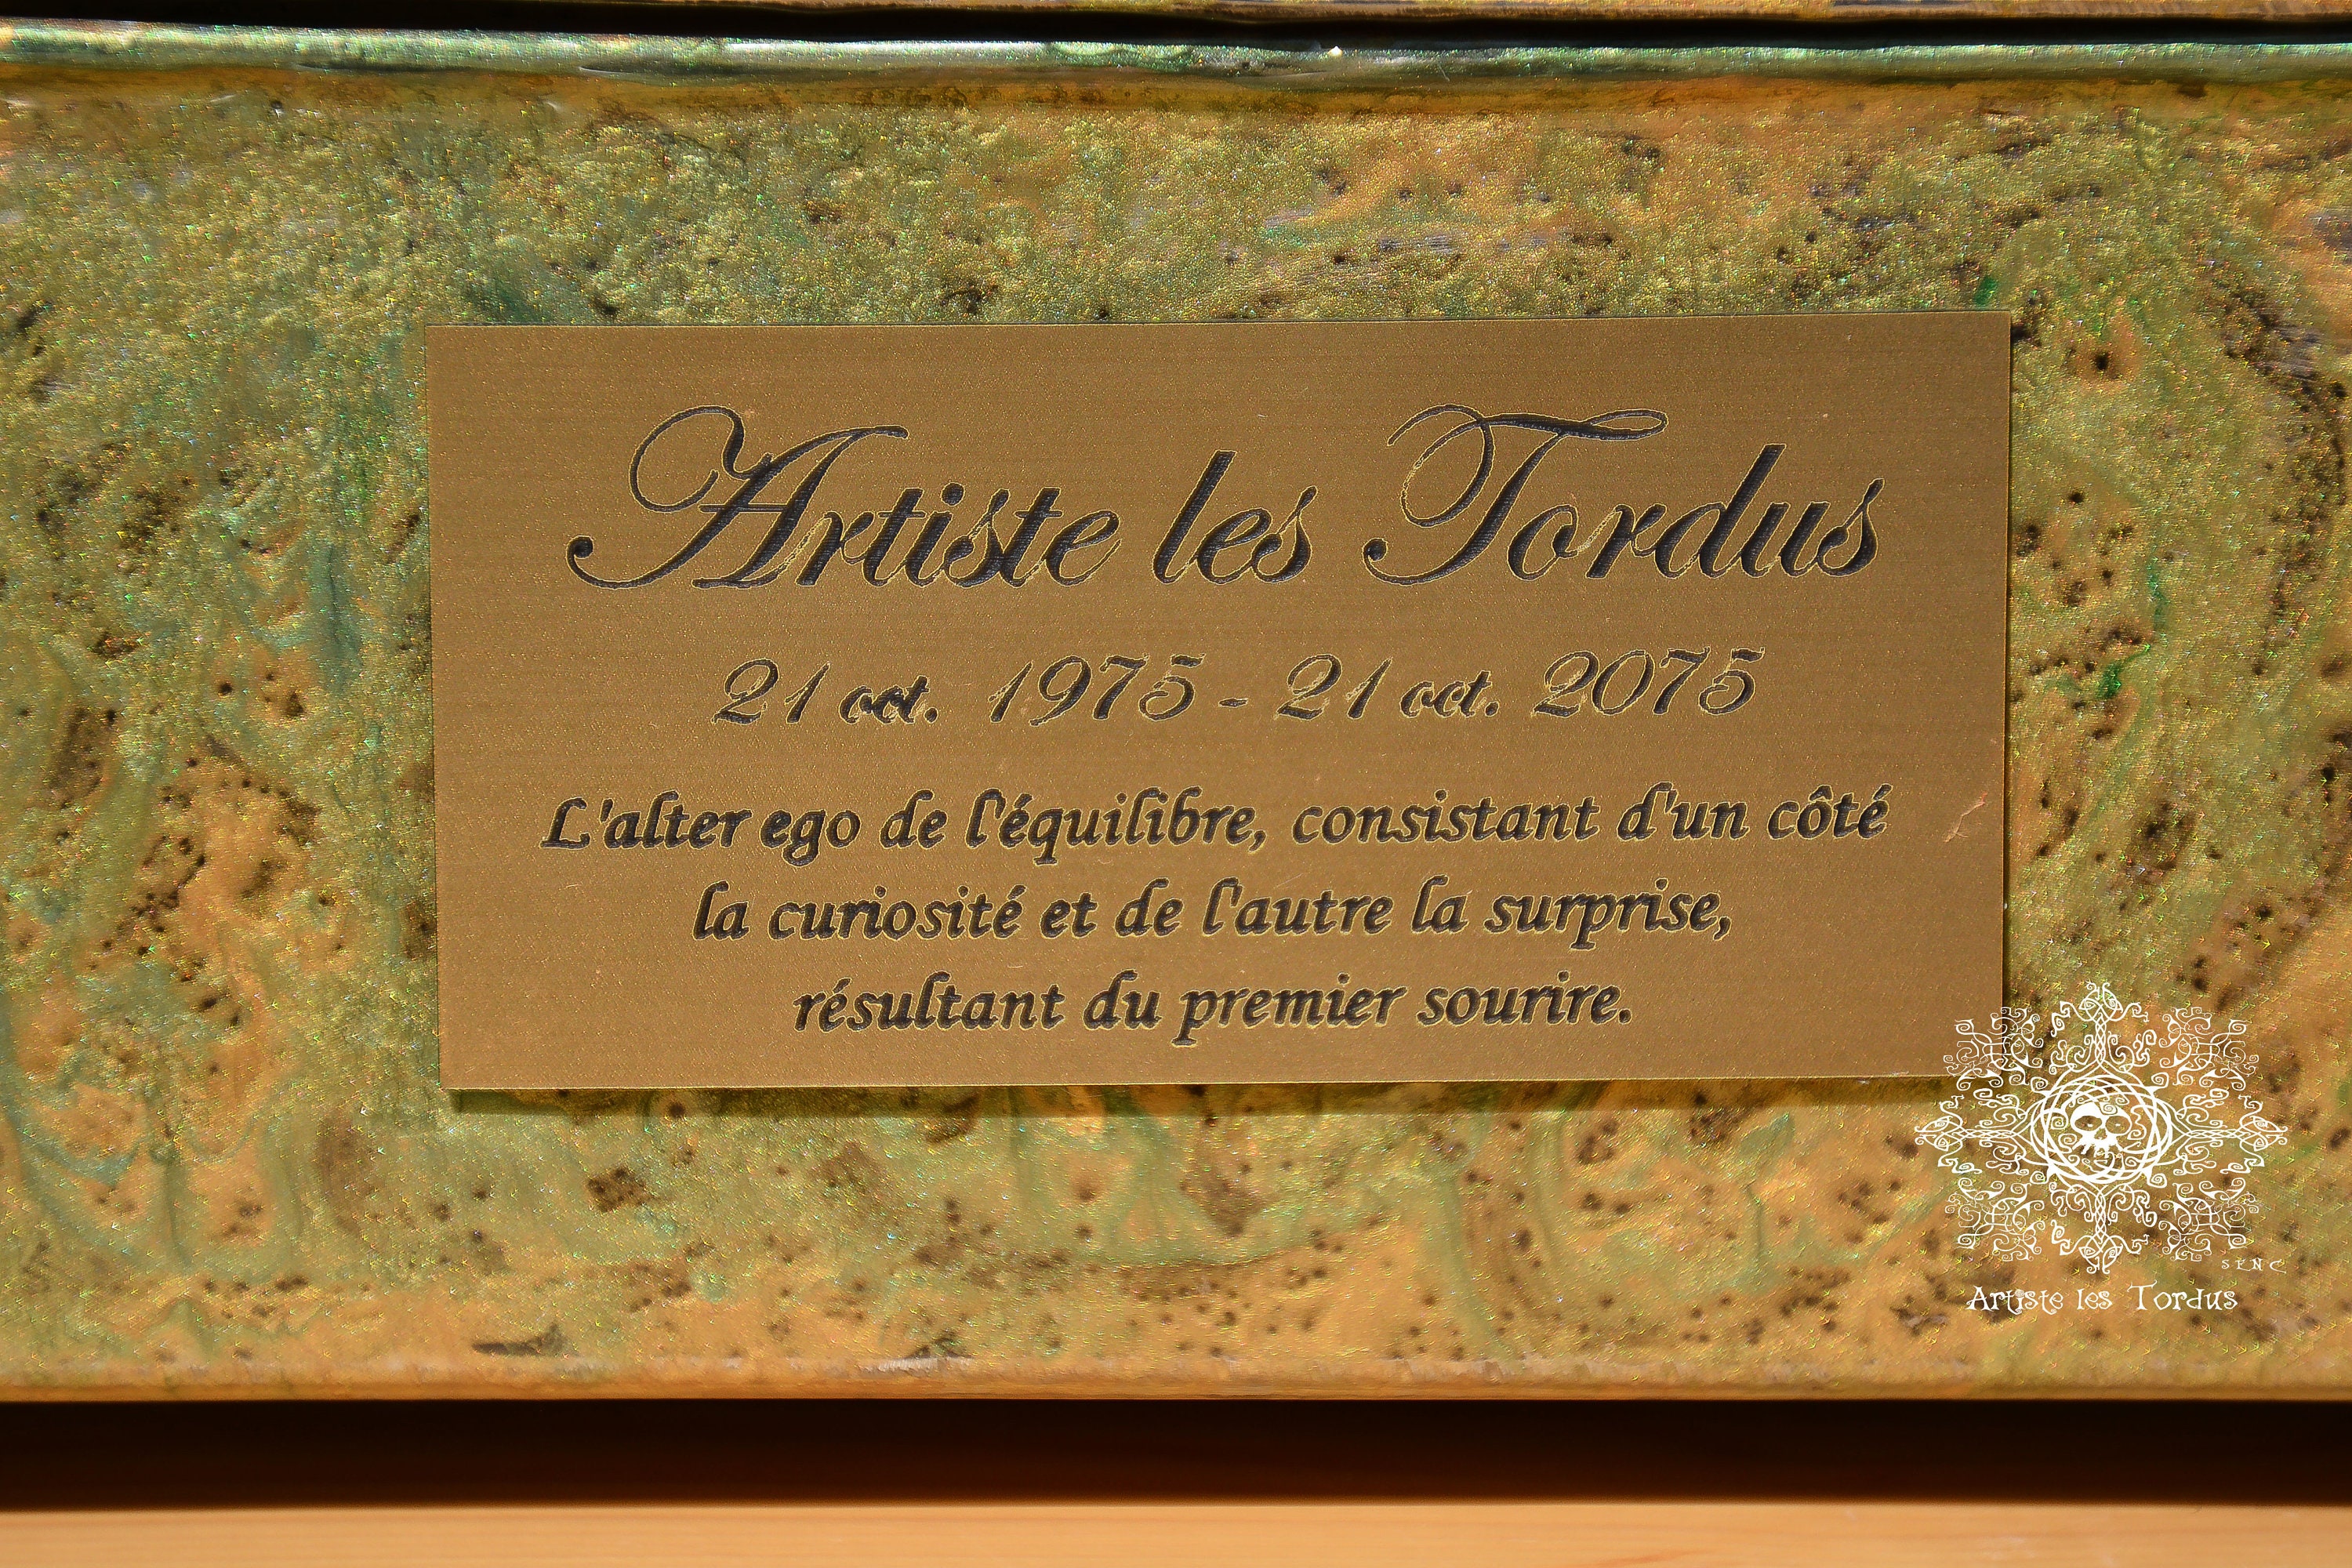 Artiste les Tordus
21 oct. 1975 - 21 oct. 2075
L'alter ego de l'équilibre, consistant d'un côté
la curiosité et de l'autre la surprise,
résultant du premier sourire.
SENC
Artiste les Tordus